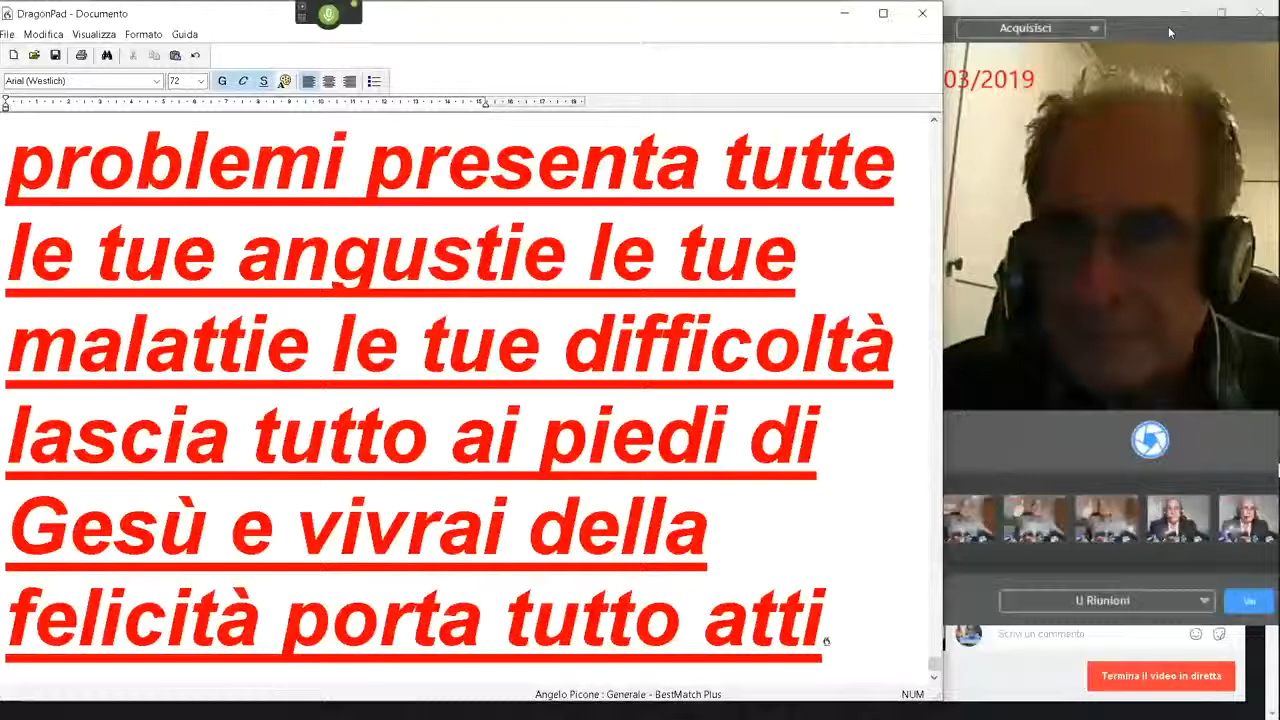 DragonPad - Documento
File Modifica Visualizza Formato Guida
Arial (Westlich) 72 G C S
problemi presenta tutte
le tue angustie le tue
malattie le tue difficoltà
lascia tutto ai piedi di
Gesù e vivrai della
felicità porta tutto atti
Angelo Picone : Generale - BestMatch Plus
NUM
Acquisisci
03/2019
U Riunioni
Scrivi un commento
Termina il video in diretta